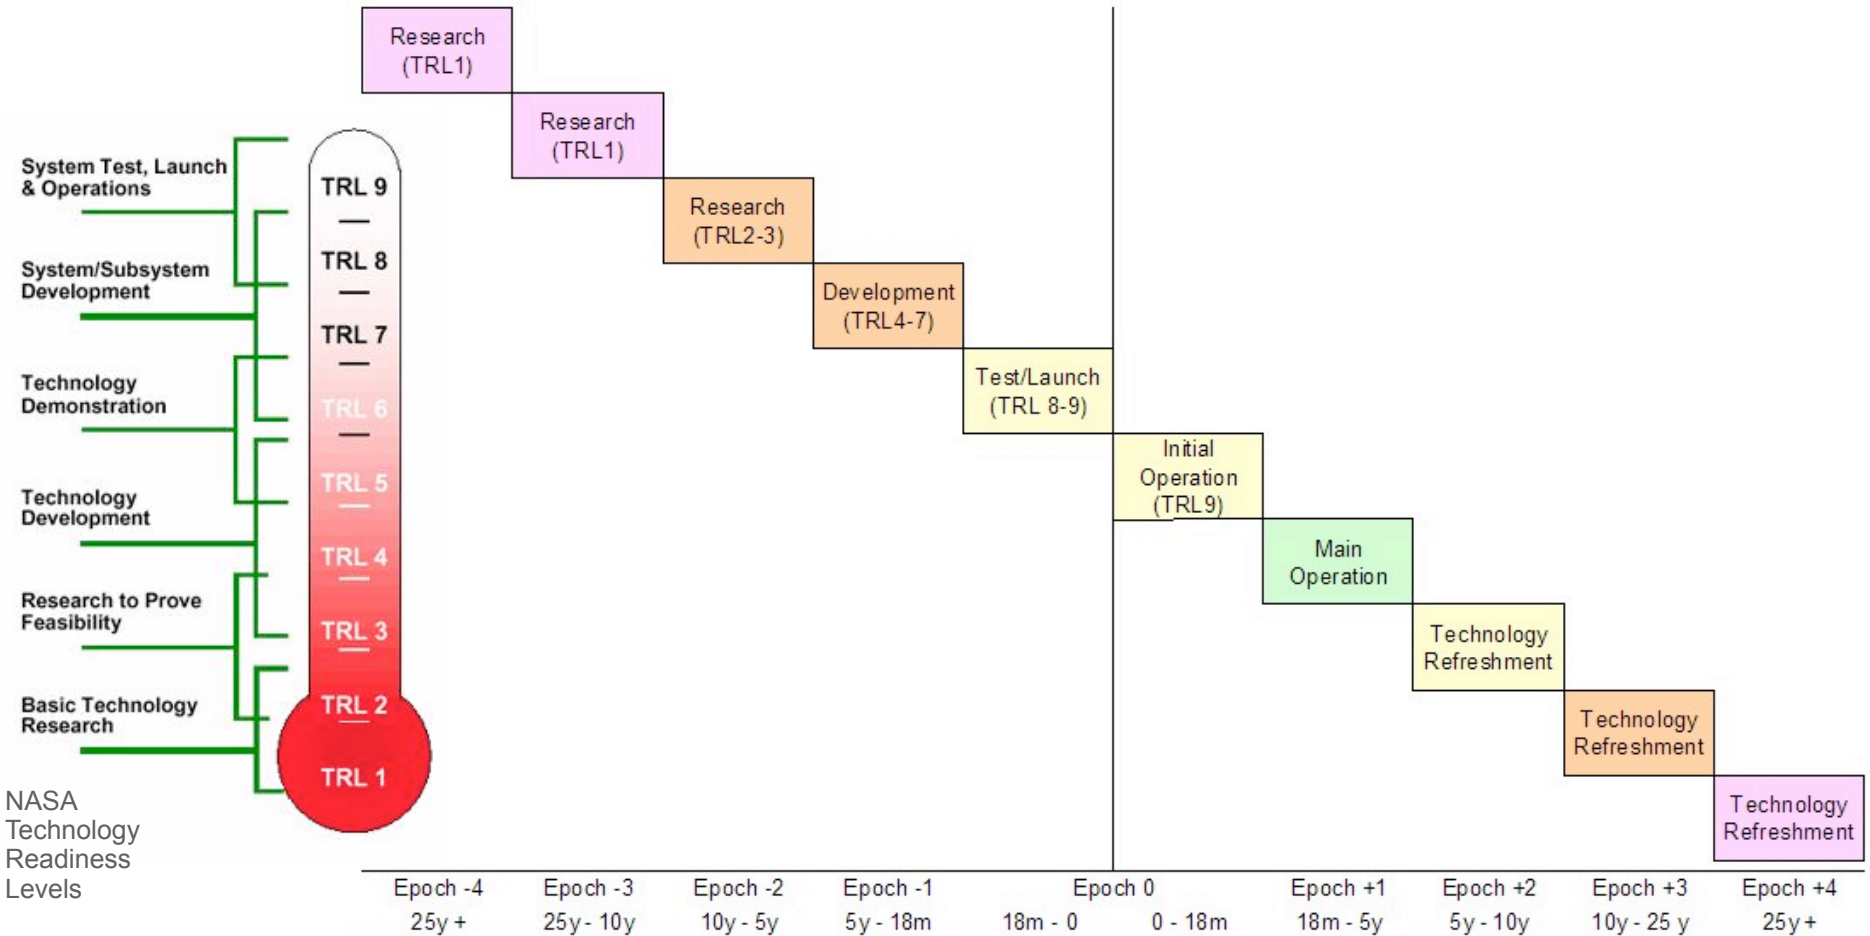 Research
(TRL1)
Research
(TRL1)
Research
(TRL2-3)
Development
(TRL4-7)
Test/Launch
(TRL 8-9)
Initial
Operation
(TRL9)
Main
Operation
Technology
Refreshment
Technology
Refreshment
Technology
Refreshment
System Test, Launch
& Operations
System/Subsystem
Development
Technology
Demonstration
Technology
Development
Research to Prove
Feasibility
Basic Technology
Research
TRL 9
TRL 8
TRL 7
TRL 6
TRL 5
TRL 4
TRL 3
TRL 2
TRL 1
NASA
Technology
Readiness
Levels
Epoch -4 Epoch -3 Epoch -2 Epoch -1 Epoch 0 Epoch +1 Epoch +2 Epoch +3 Epoch +4
25y + 25y - 10y 10y - 5y 5y - 18m 18m - 0 0 - 18m 18m - 5y 5y - 10y 10y - 25 y 25y +